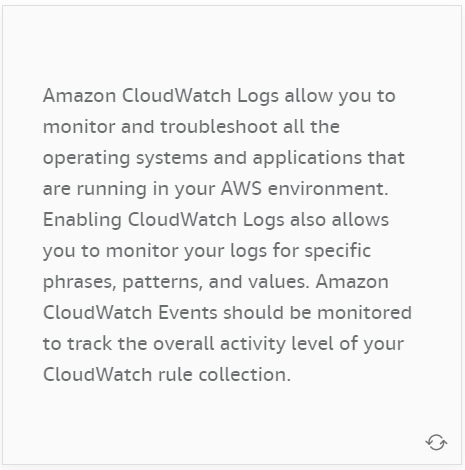 Amazon CloudWatch Logs allow you to
monitor and troubleshoot all the
operating systems and applications that
are running in your AWS environment.
Enabling CloudWatch Logs also allows
you to monitor your logs for specific
phrases, patterns, and values. Amazon
CloudWatch Events should be monitored
to track the overall activity level of your
CloudWatch rule collection.